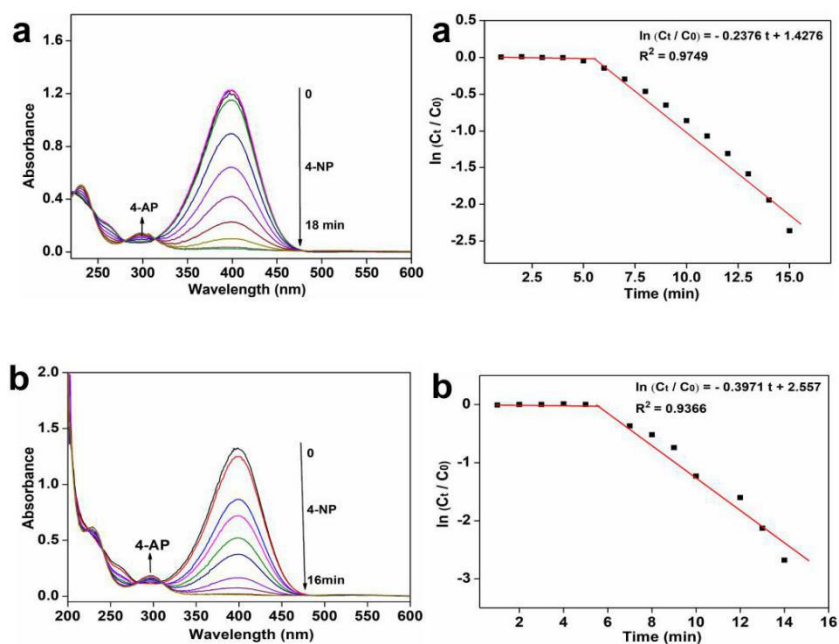 a
1.6
1.2
0.8
0.4
0.0
Absorbance
0
4-NP
18 min
4-AP
250 300 350 400 450 500 550 600
Wavelength (nm)
a
0.5
0.0
-0.5
-1.0
-1.5
-2.0
-2.5
ln (Ct / C0)
ln (Ct / C0) = - 0.2376 t + 1.4276
R2 = 0.9749
2.5 5.0 7.5 10.0 12.5 15.0
Time (min)
b
2.0
1.5
1.0
0.5
0.0
Absorbance
0
4-NP
16min
4-AP
200 250 300 350 400 450 500 550 600
Wavelength (nm)
b
0
-1
-2
-3
ln (Ct / C0)
ln (Ct / C0) = - 0.3971 t + 2.557
R2 = 0.9366
2 4 6 8 10 12 14 16
Time (min)